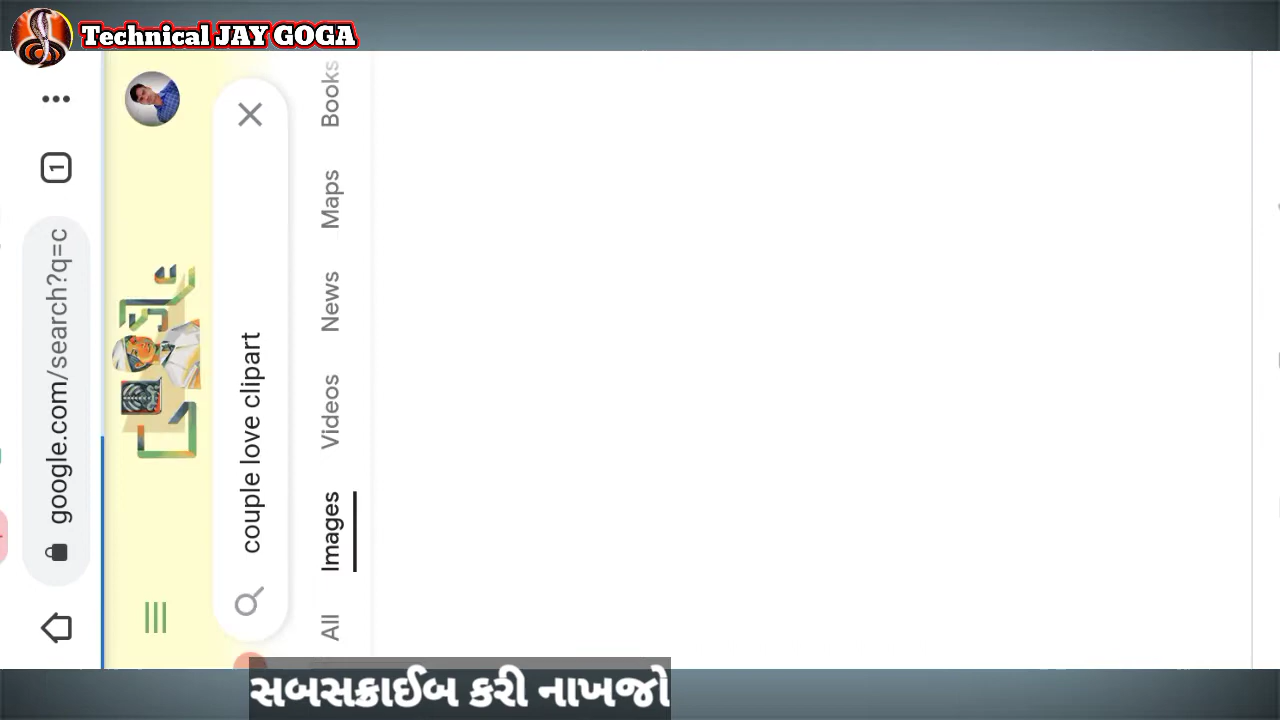 Technical JAY GOGA
1
google.com/search?q=c
couple love clipart
All Images Videos News Maps Books
સબસક્રાઈબ કરી નાખજો